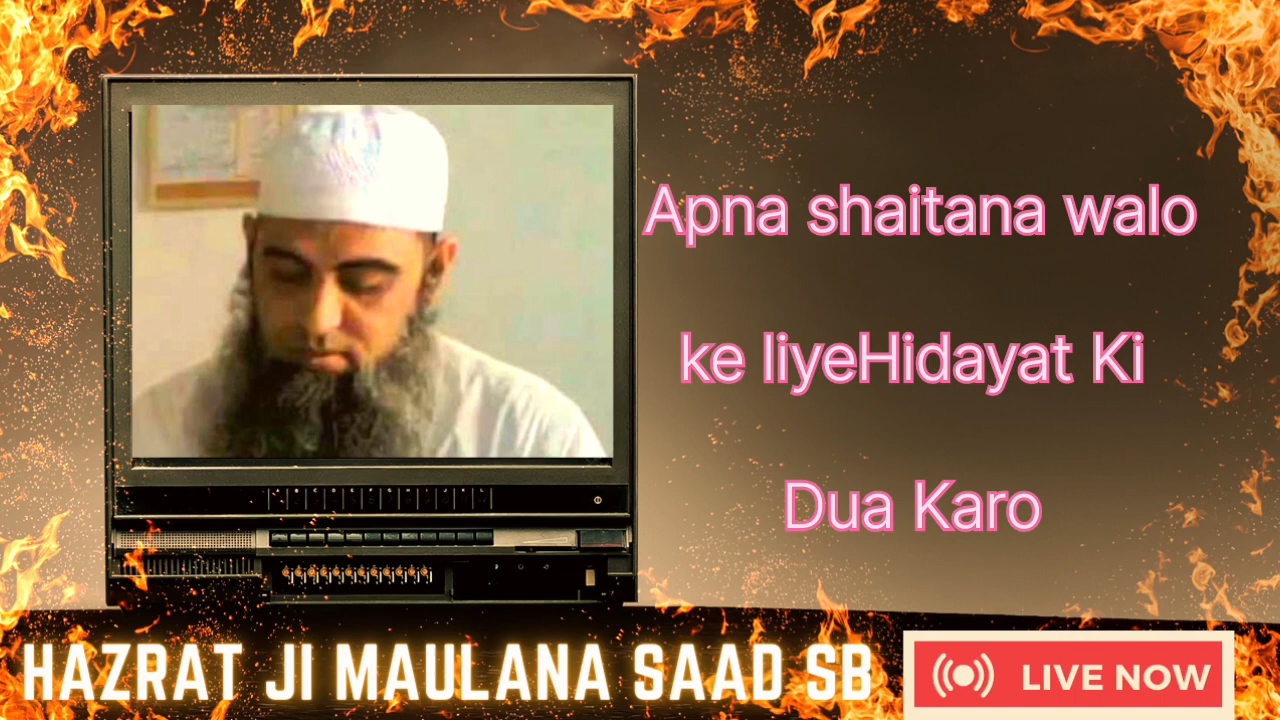 Apna shaitana walo
ke liyeHidayat Ki
Dua Karo
HAZRAT JI MAULANA SAAD SB
LIVE NOW